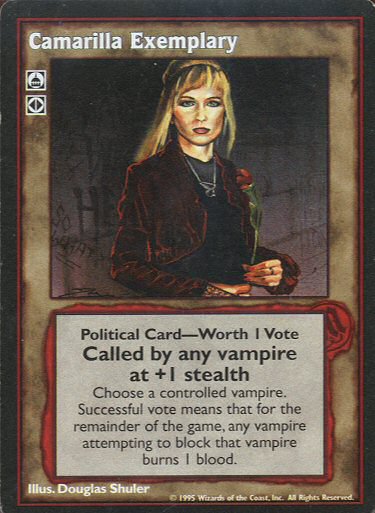 Camarilla Exemplary
Political Card—Worth 1 Vote
Called by any vampire
at +1 stealth
Choose a controlled vampire.
Successful vote means that for the
remainder of the game, any vampire
attempting to block that vampire
burns 1 blood.
Illus. Douglas Shuler
© 1995 Wizards of the Coast, Inc. All Rights Reserved.